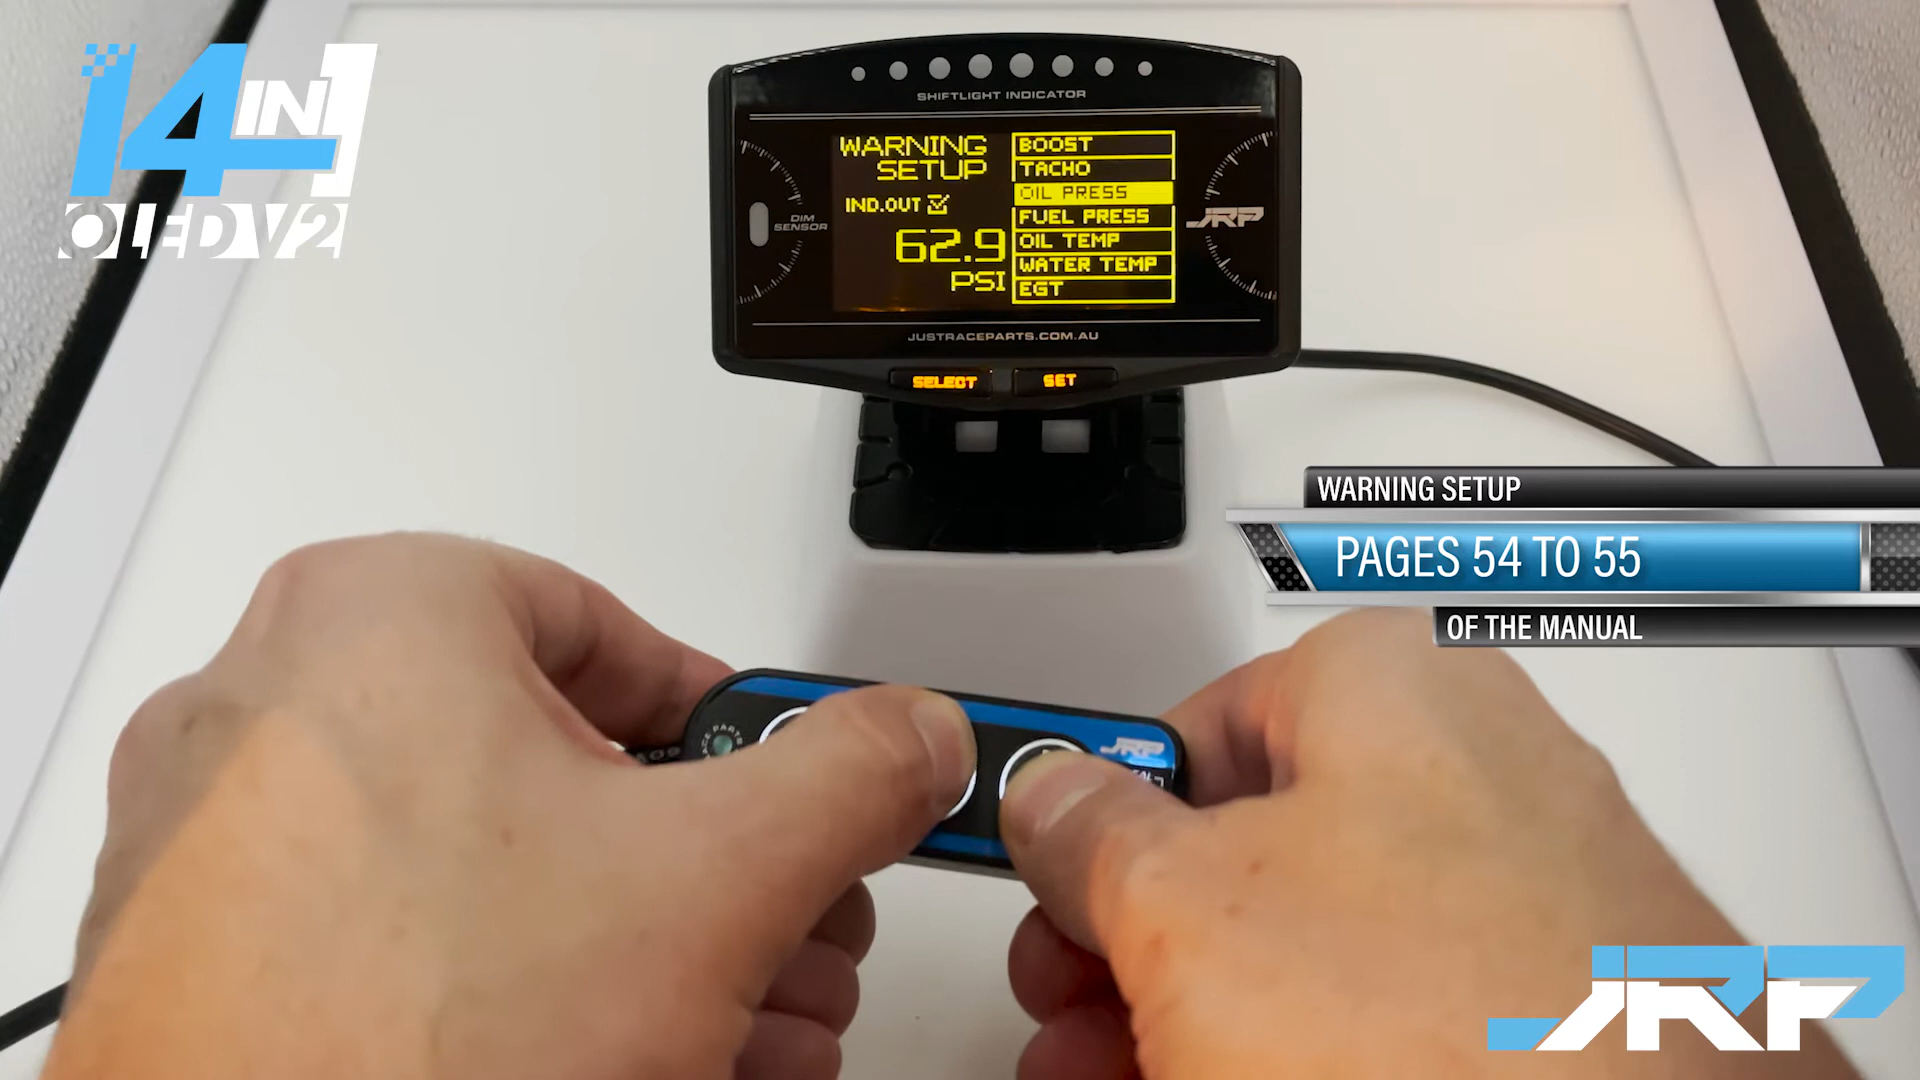 14 IN 1
OLED V2
SHIFTLIGHT INDICATOR
WARNING
SETUP
IND.OUT
62.9
PSI
BOOST
TACHO
OIL PRESS
FUEL PRESS
OIL TEMP
WATER TEMP
EGT
DIM
SENSOR
JRP
JUSTRACEPARTS.COM.AU
SELECT
SET
WARNING SETUP
PAGES 54 TO 55
OF THE MANUAL
JRP
JRP